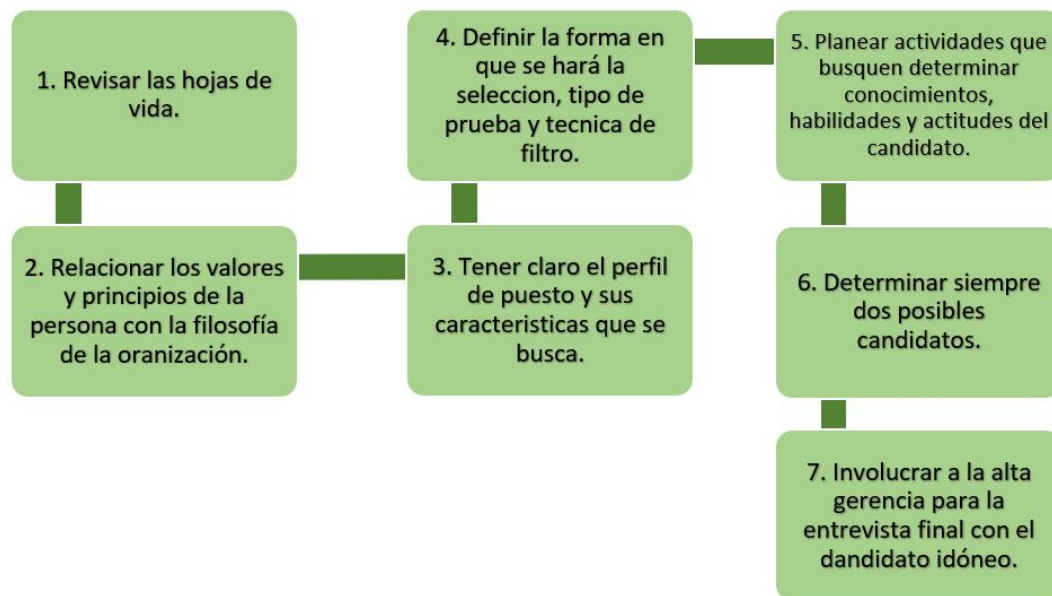 1. Revisar las hojas de
vida.
2. Relacionar los valores
y principios de la
persona con la filosofía
de la oranización.
3. Tener claro el perfil
de puesto y sus
caracteristicas que se
busca.
4. Definir la forma en
que se hará la
seleccion, tipo de
prueba y tecnica de
filtro.
5. Planear actividades que
busquen determinar
conocimientos,
habilidades y actitudes del
candidato.
6. Determinar siempre
dos posibles
candidatos.
7. Involucrar a la alta
gerencia para la
entrevista final con el
dandidato idóneo.